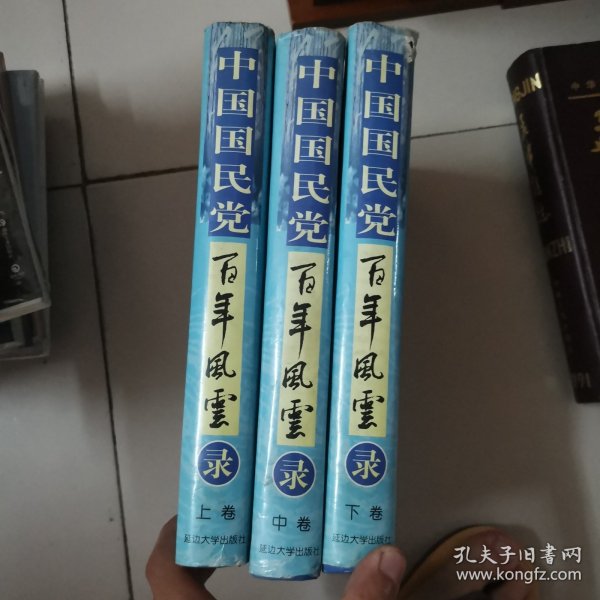 中国国民党
百年風雲
录
上卷
延边大学出版社
中国国民党
百年風雲
录
中卷
延边大学出版社
中国国民党
百年風雲
录
下卷
延边大学出版社
孔夫子旧书网
www.kongfz.com